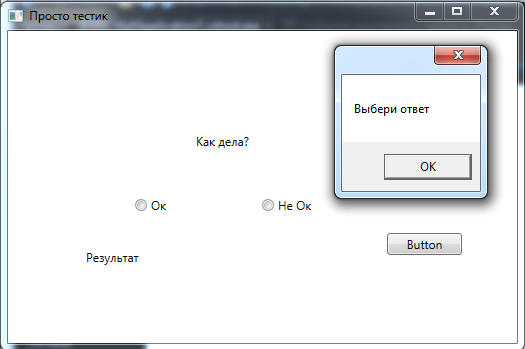 Просто тестик
Выбери ответ
OK
Как дела?
Ок
Не Ок
Button
Результат